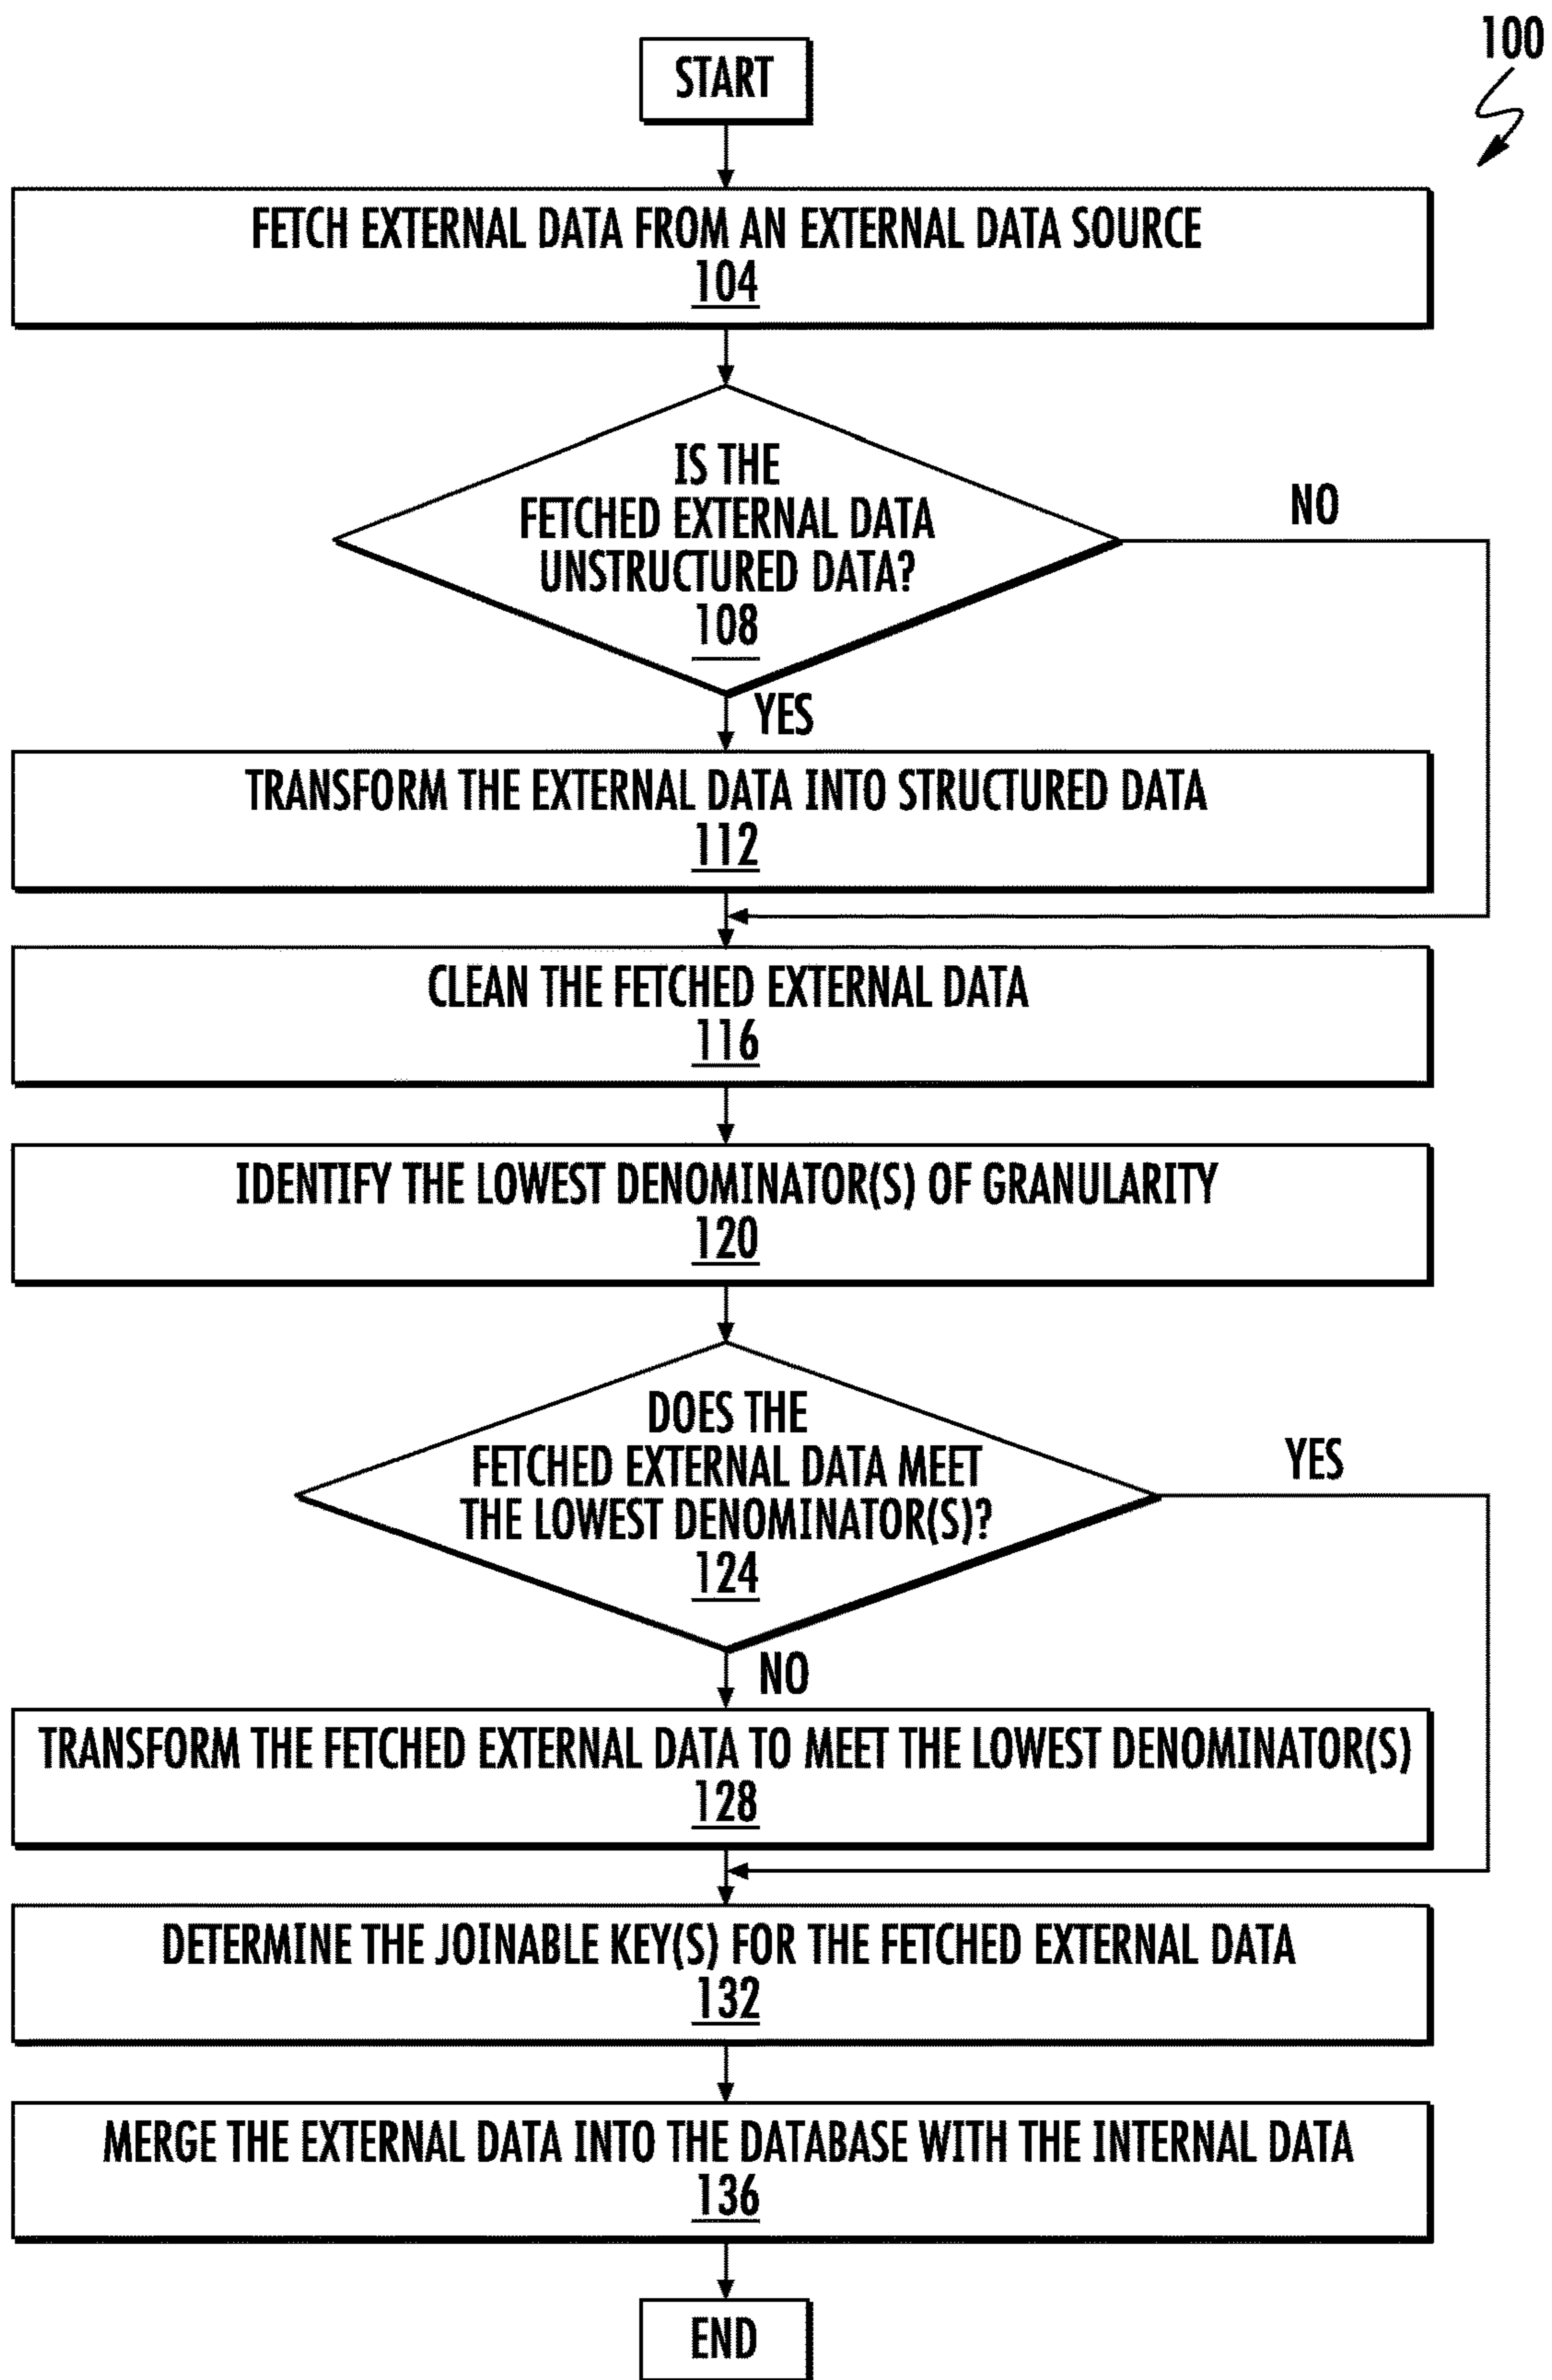 100
START
FETCH EXTERNAL DATA FROM AN EXTERNAL DATA SOURCE
104
IS THE
FETCHED EXTERNAL DATA
UNSTRUCTURED DATA?
108
NO
YES
TRANSFORM THE EXTERNAL DATA INTO STRUCTURED DATA
112
CLEAN THE FETCHED EXTERNAL DATA
116
IDENTIFY THE LOWEST DENOMINATOR(S) OF GRANULARITY
120
DOES THE
FETCHED EXTERNAL DATA MEET
THE LOWEST DENOMINATOR(S)?
124
YES
NO
TRANSFORM THE FETCHED EXTERNAL DATA TO MEET THE LOWEST DENOMINATOR(S)
128
DETERMINE THE JOINABLE KEY(S) FOR THE FETCHED EXTERNAL DATA
132
MERGE THE EXTERNAL DATA INTO THE DATABASE WITH THE INTERNAL DATA
136
END